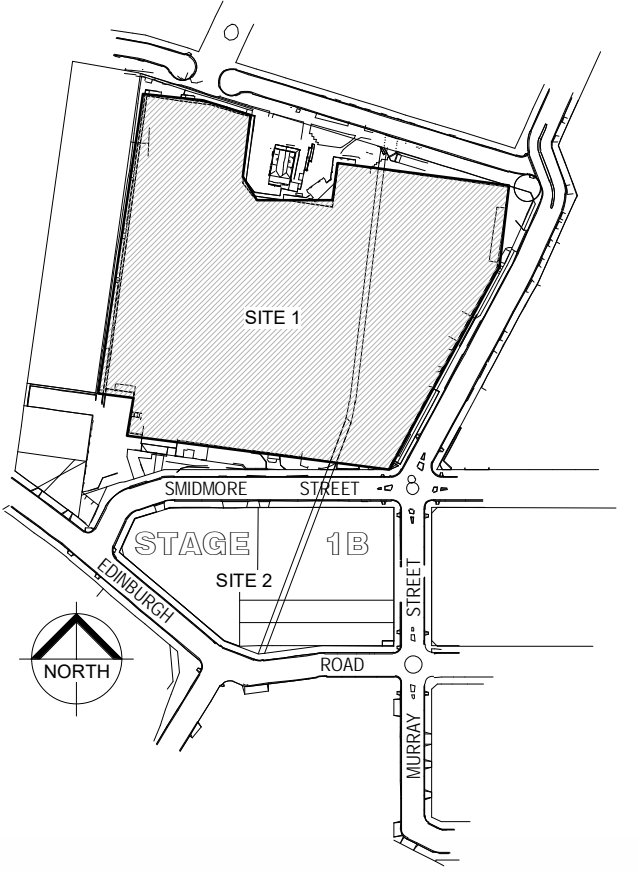 SITE 1
SMIDMORE STREET
STAGE 1B
SITE 2
EDINBURGH
ROAD
STREET
MURRAY
NORTH